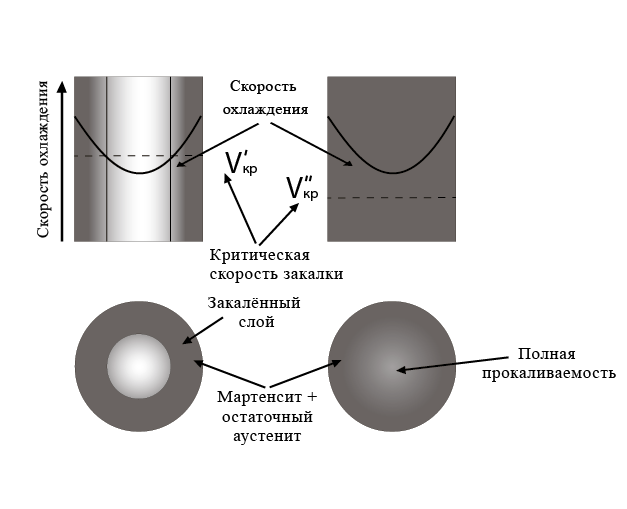 Скорость охлаждения
Скорость
охлаждения
V′кр
V″кр
Критическая
скорость закалки
Закалённый
слой
Полная
прокаливаемость
Мартенсит +
остаточный
аустенит